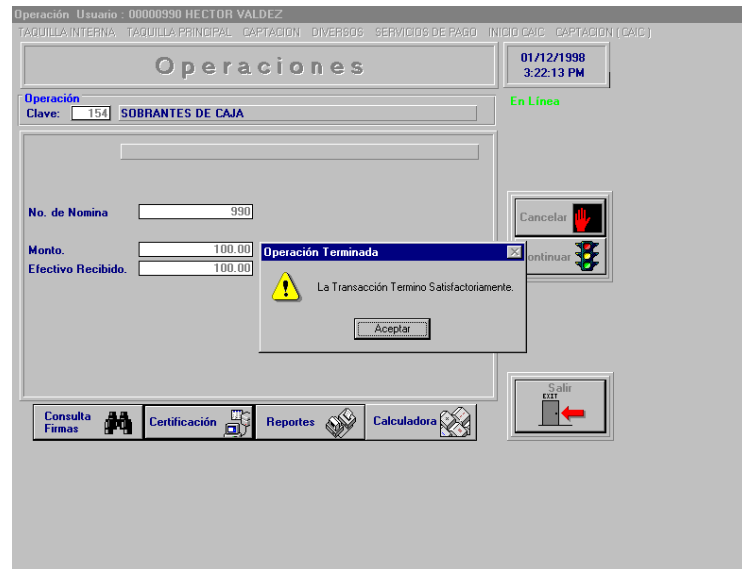 Operación Usuario : 00000990 HECTOR VALDEZ
TAQUILLA INTERNA TAQUILLA PRINCIPAL CAPTACION DIVERSOS SERVICIOS DE PAGO INICIO CAIC CAPTACION ( CAIC )
Operaciones
01/12/1998
3:22:13 PM
Operación
Clave: 154 SOBRANTES DE CAJA
En Línea
No. de Nomina 990
Cancelar
Monto. 100.00
Efectivo Recibido. 100.00
Operación Terminada
ontinuar
La Transacción Termino Satisfactoriamente.
Aceptar
Salir
EXIT
Consulta
Firmas
Certificación
Reportes
Calculadora